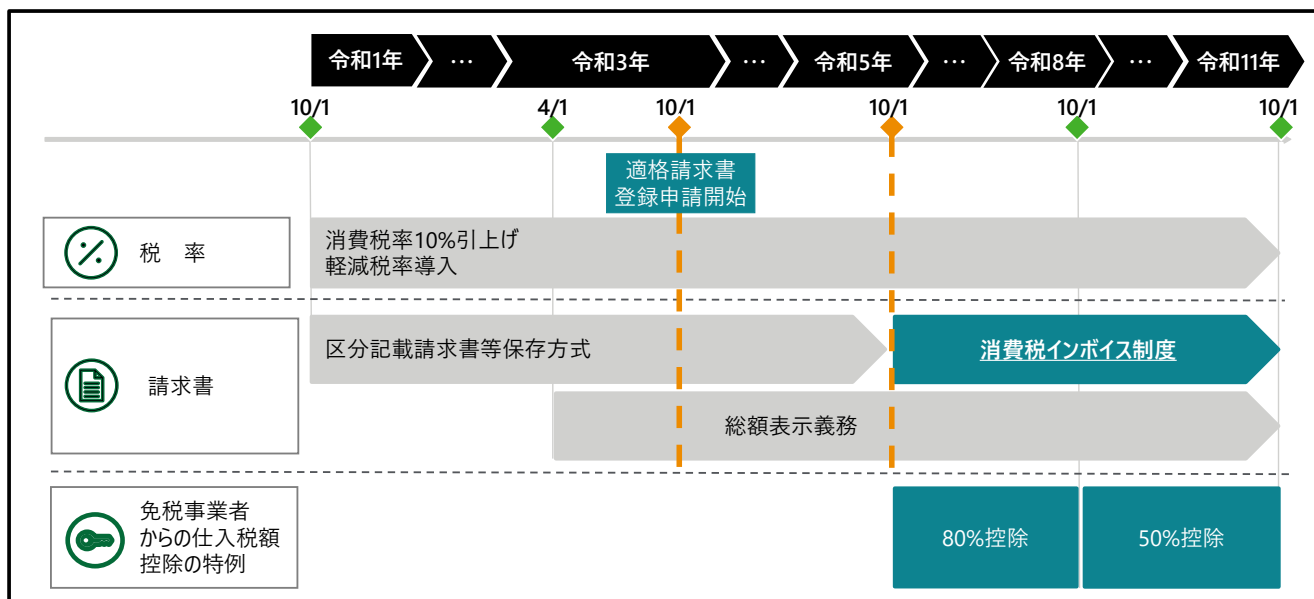 令和1年 … 令和3年 … 令和5年 … 令和8年 … 令和11年
10/1 4/1 10/1 10/1 10/1 10/1
適格請求書
登録申請開始
税 率
消費税率10%引上げ
軽減税率導入
請求書
区分記載請求書等保存方式
消費税インボイス制度
総額表示義務
免税事業者
からの仕入税額
控除の特例
80%控除
50%控除